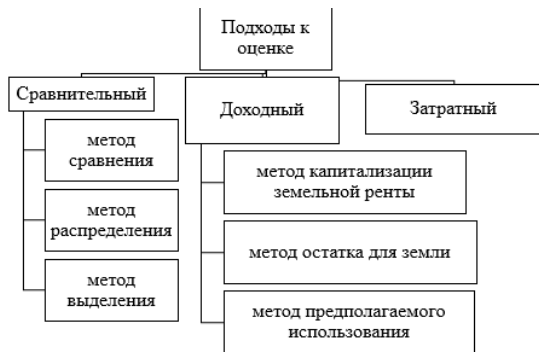 Подходы к
оценке
Сравнительный
Доходный
Затратный
метод
сравнения
метод
распределения
метод
выделения
метод капитализации
земельной ренты
метод остатка для земли
метод предполагаемого
использования